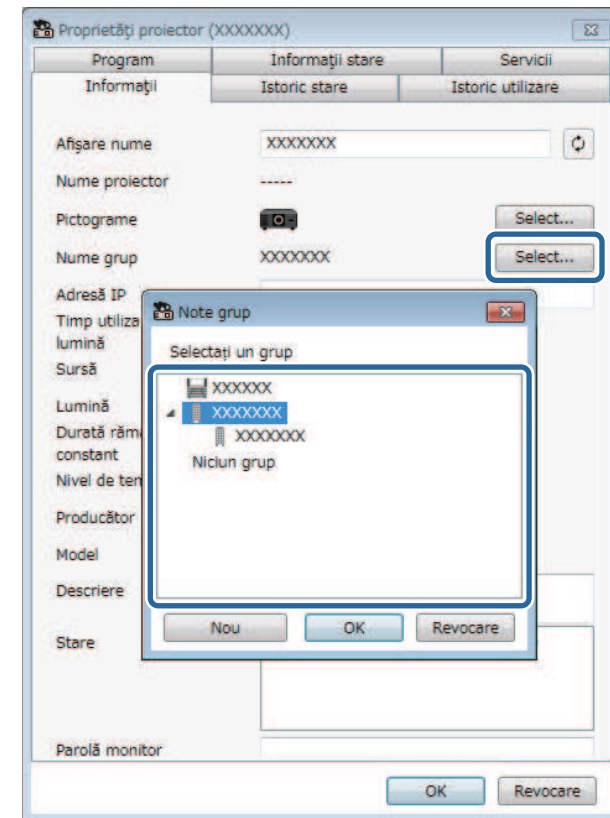 Proprietăți proiector (XXXXXXX)
Program Informații stare Servicii
Informații Istoric stare Istoric utilizare
Afișare nume XXXXXXX
Nume proiector -----
Pictograme Select...
Nume grup XXXXXXX Select...
Adresă IP
Timp utiliza
lumină
Sursă
Lumină
Durată răm
constant
Nivel de tem
Producător
Model
Descriere
Stare
Parolă monitor
Note grup
Selectați un grup
XXXXXX
XXXXXXX
XXXXXXX
Niciun grup
Nou OK Revocare
OK Revocare